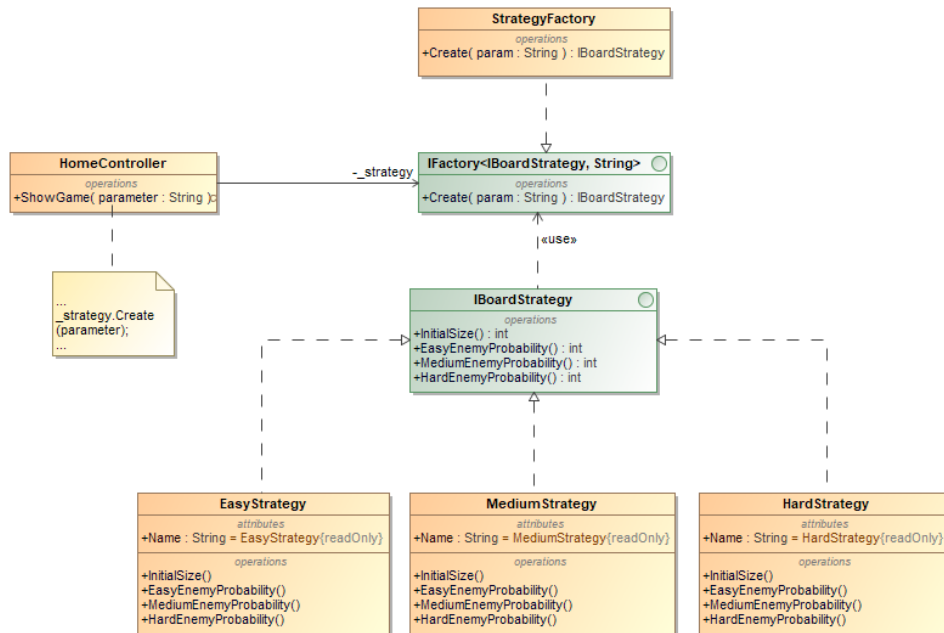 StrategyFactory
operations
+Create( param : String ) : IBoardStrategy
HomeController
operations
+ShowGame( parameter : String )
-_strategy
IFactory<IBoardStrategy, String>
operations
+Create( param : String ) : IBoardStrategy
«use»
...
_strategy.Create
(parameter);
...
IBoardStrategy
operations
+InitialSize() : int
+EasyEnemyProbability() : int
+MediumEnemyProbability() : int
+HardEnemyProbability() : int
EasyStrategy
attributes
+Name : String = EasyStrategy{readOnly}
operations
+InitialSize()
+EasyEnemyProbability()
+MediumEnemyProbability()
+HardEnemyProbability()
MediumStrategy
attributes
+Name : String = MediumStrategy{readOnly}
operations
+InitialSize()
+EasyEnemyProbability()
+MediumEnemyProbability()
+HardEnemyProbability()
HardStrategy
attributes
+Name : String = HardStrategy{readOnly}
operations
+InitialSize()
+EasyEnemyProbability()
+MediumEnemyProbability()
+HardEnemyProbability()